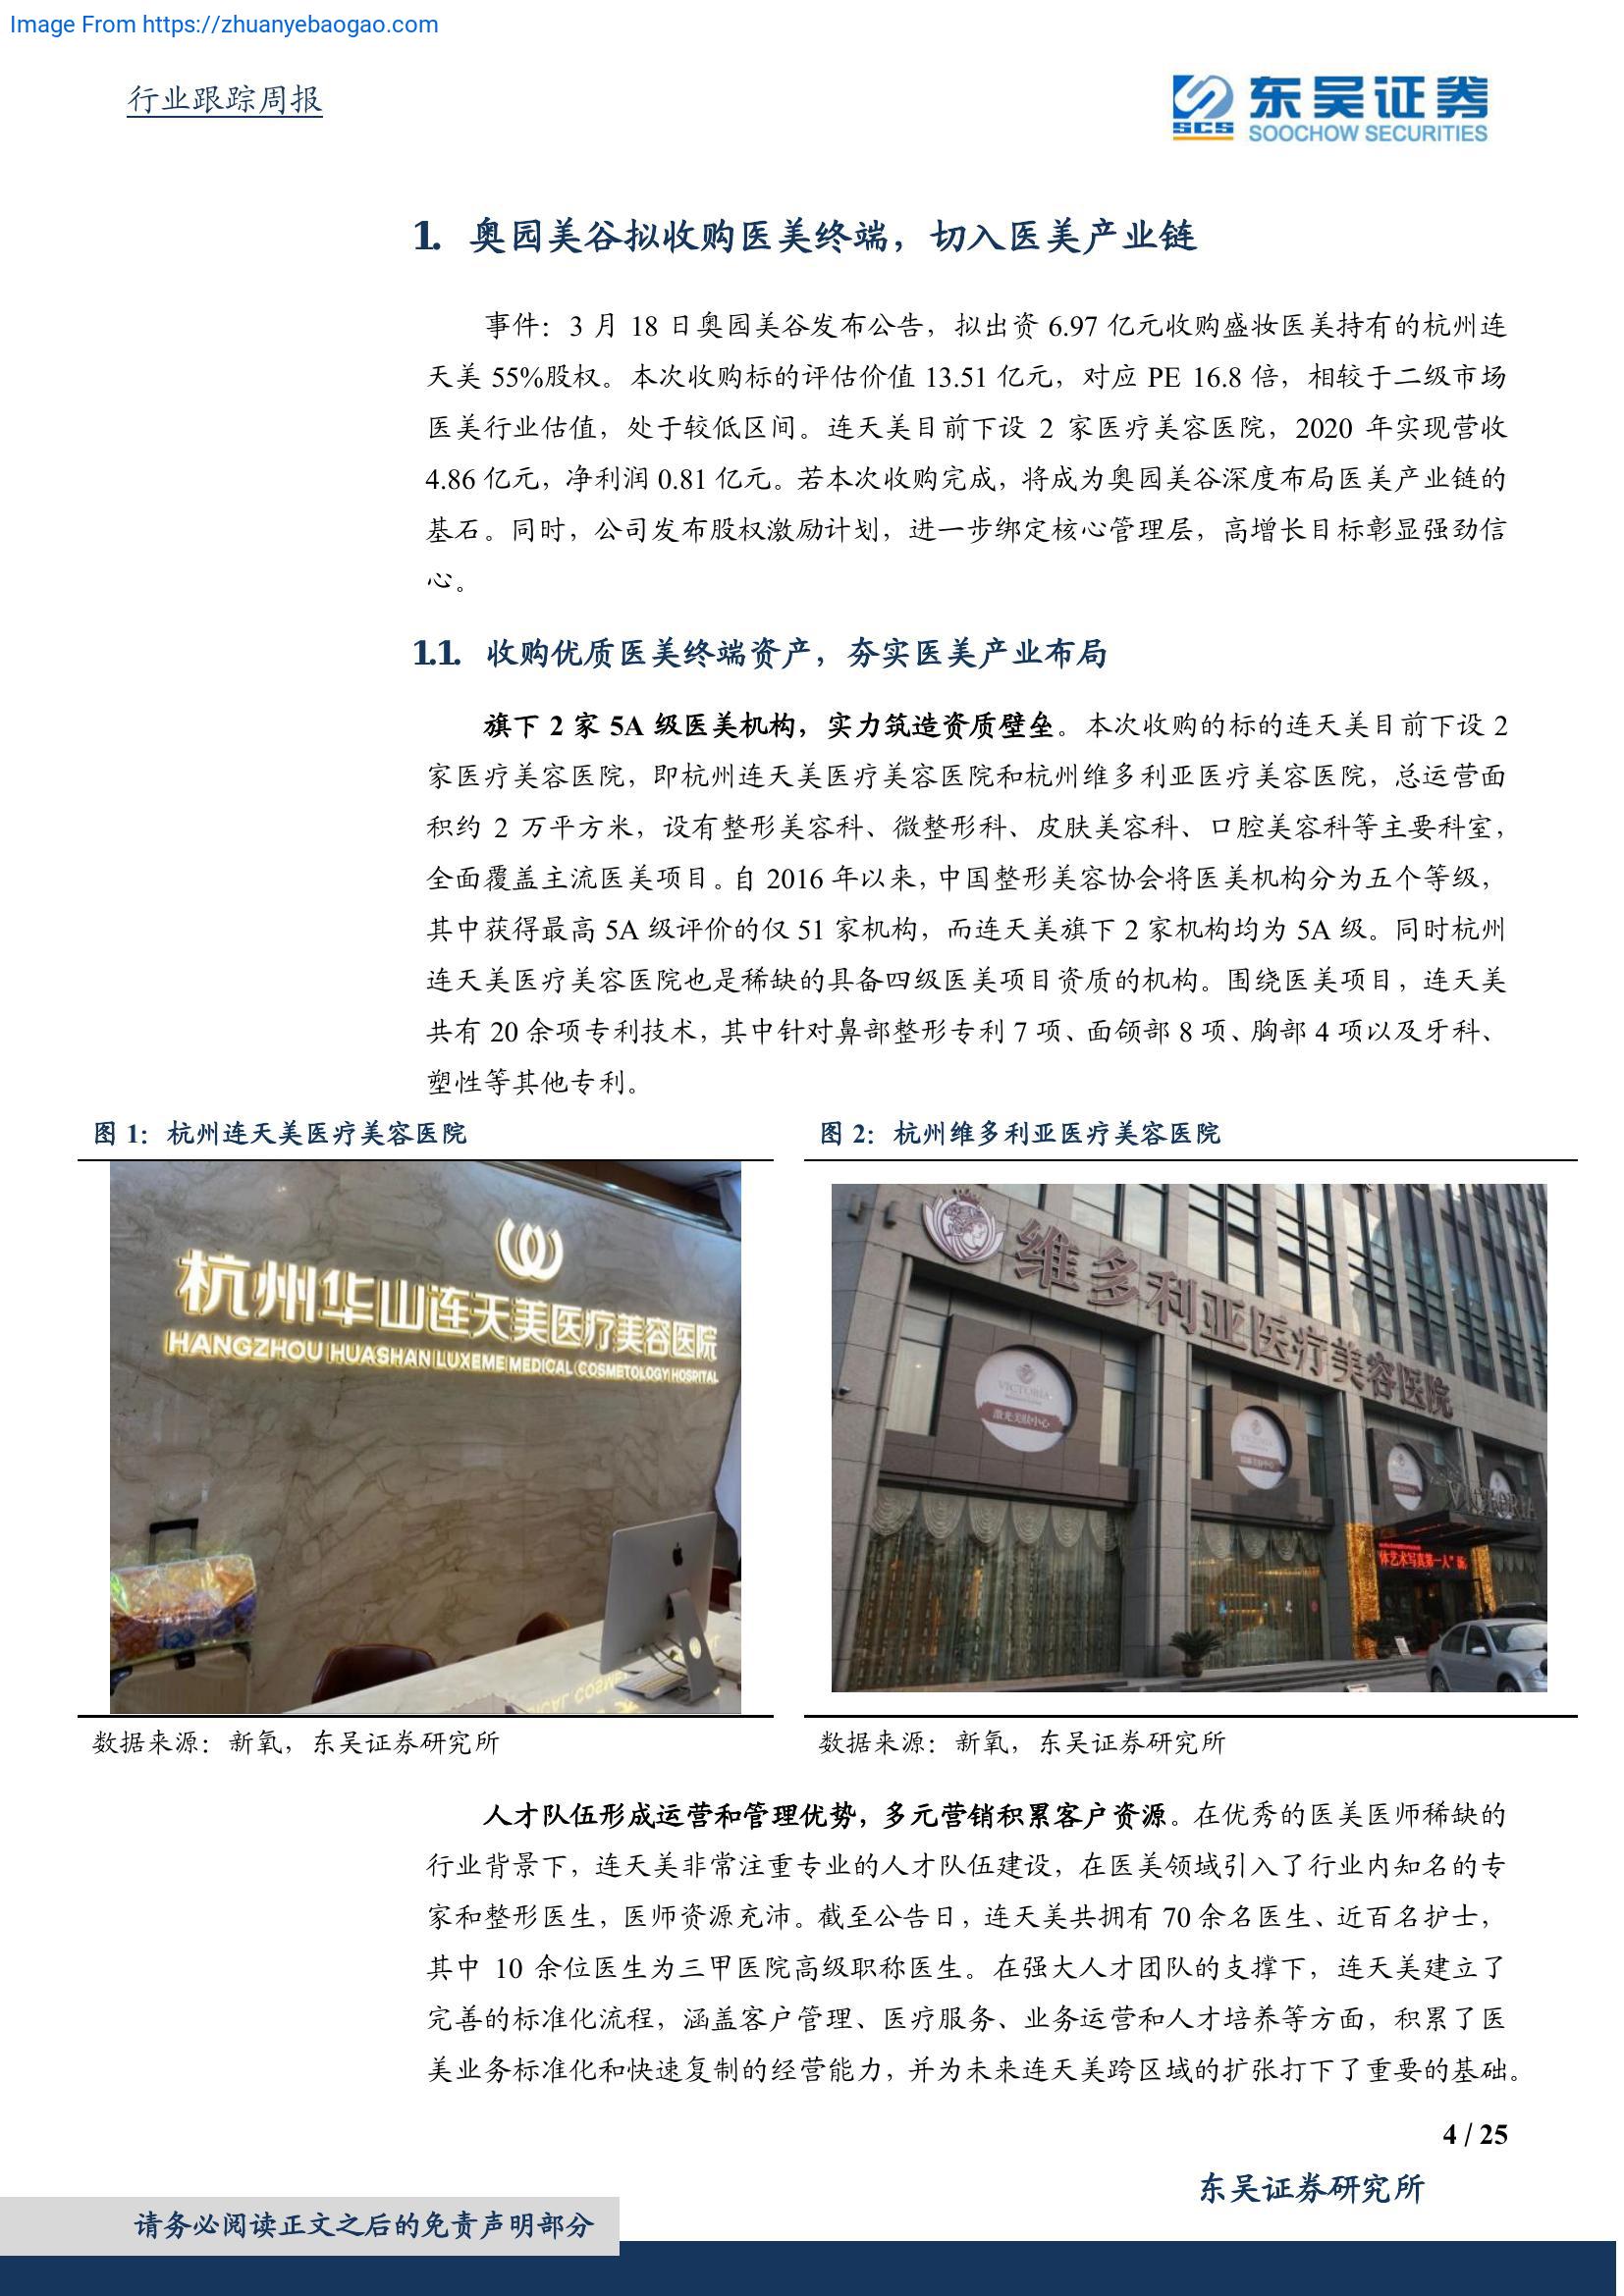 Image From https://zhuanyebaogao.com
行业跟踪周报
SCS 东吴证券
SOOCHOW SECURITIES
1. 奥园美谷拟收购医美终端，切入医美产业链
事件：3 月 18 日奥园美谷发布公告，拟出资 6.97 亿元收购盛妆医美持有的杭州连
天美 55%股权。本次收购标的评估价值 13.51 亿元，对应 PE 16.8 倍，相较于二级市场
医美行业估值，处于较低区间。连天美目前下设 2 家医疗美容医院，2020 年实现营收
4.86 亿元，净利润 0.81 亿元。若本次收购完成，将成为奥园美谷深度布局医美产业链的
基石。同时，公司发布股权激励计划，进一步绑定核心管理层，高增长目标彰显强劲信
心。
1.1. 收购优质医美终端资产，夯实医美产业布局
旗下 2 家 5A 级医美机构，实力筑造资质壁垒。本次收购的标的连天美目前下设 2
家医疗美容医院，即杭州连天美医疗美容医院和杭州维多利亚医疗美容医院，总运营面
积约 2 万平方米，设有整形美容科、微整形科、皮肤美容科、口腔美容科等主要科室，
全面覆盖主流医美项目。自 2016 年以来，中国整形美容协会将医美机构分为五个等级，
其中获得最高 5A 级评价的仅 51 家机构，而连天美旗下 2 家机构均为 5A 级。同时杭州
连天美医疗美容医院也是稀缺的具备四级医美项目资质的机构。围绕医美项目，连天美
共有 20 余项专利技术，其中针对鼻部整形专利 7 项、面颌部 8 项、胸部 4 项以及牙科、
塑性等其他专利。
图 1：杭州连天美医疗美容医院
杭州华山连天美医疗美容医院
HANGZHOU HUASHAN LUXEME MEDICAL COSMETOLOGY HOSPITAL
数据来源：新氧，东吴证券研究所
图 2：杭州维多利亚医疗美容医院
维多利亚医疗美容医院
VICTORIA
激光美肤中心
VICTORIA
体艺术写真第一人"
数据来源：新氧，东吴证券研究所
人才队伍形成运营和管理优势，多元营销积累客户资源。在优秀的医美医师稀缺的
行业背景下，连天美非常注重专业的人才队伍建设，在医美领域引入了行业内知名的专
家和整形医生，医师资源充沛。截至公告日，连天美共拥有 70 余名医生、近百名护士，
其中 10 余位医生为三甲医院高级职称医生。在强大人才团队的支撑下，连天美建立了
完善的标准化流程，涵盖客户管理、医疗服务、业务运营和人才培养等方面，积累了医
美业务标准化和快速复制的经营能力，并为未来连天美跨区域的扩张打下了重要的基础。
4 / 25
东吴证券研究所
请务必阅读正文之后的免责声明部分